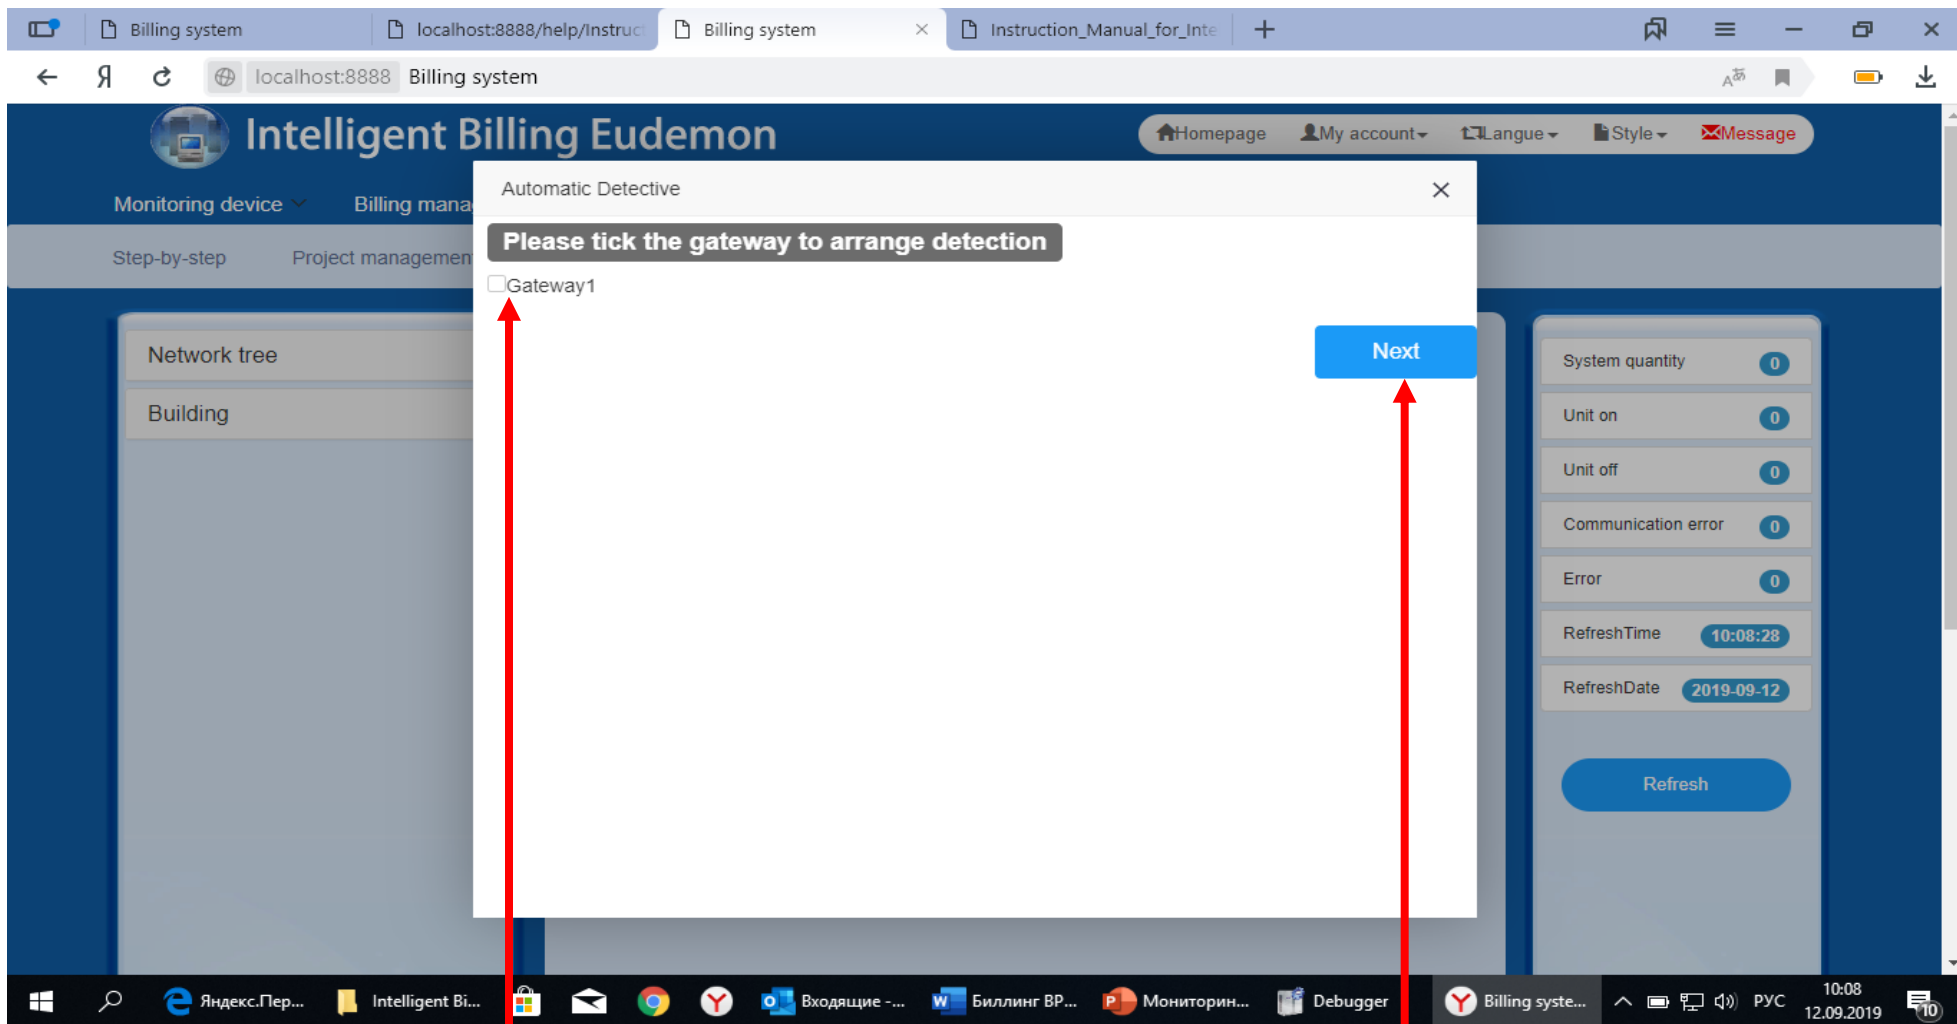 Billing system
localhost:8888/help/Instruc
Billing system
Instruction_Manual_for_Inte
localhost:8888 Billing system
Intelligent Billing Eudemon
Homepage
My account
Langue
Style
Message
Monitoring device
Billing mana
Step-by-step
Project managemen
Automatic Detective
Please tick the gateway to arrange detection
Gateway1
Next
Network tree
Building
System quantity 0
Unit on 0
Unit off 0
Communication error 0
Error 0
RefreshTime 10:08:28
RefreshDate 2019-09-12
Refresh
Яндекс.Пер...
Intelligent Bi...
Входящие -...
Биллинг ВР...
Мониторин...
Debugger
Billing syste...
РУС
10:08
12.09.2019
10